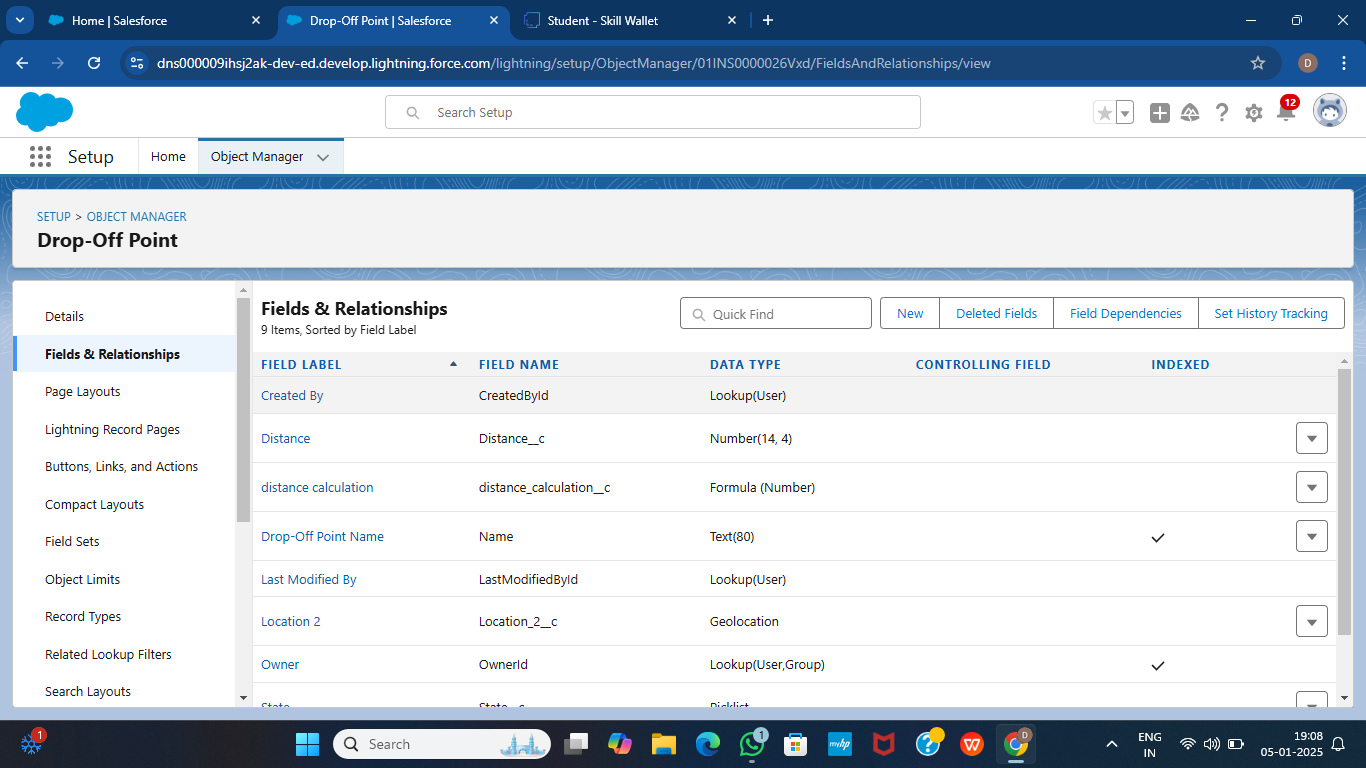 Home | Salesforce
Drop-Off Point | Salesforce
Student - Skill Wallet
dns000009ihsj2ak-dev-ed.develop.lightning.force.com/lightning/setup/ObjectManager/01INS0000026Vxd/FieldsAndRelationships/view
D
Search Setup
12
Setup
Home
Object Manager
SETUP > OBJECT MANAGER
Drop-Off Point
Details
Fields & Relationships
Page Layouts
Lightning Record Pages
Buttons, Links, and Actions
Compact Layouts
Field Sets
Object Limits
Record Types
Related Lookup Filters
Search Layouts
Fields & Relationships
9 Items, Sorted by Field Label
Quick Find
New
Deleted Fields
Field Dependencies
Set History Tracking
FIELD LABEL FIELD NAME DATA TYPE CONTROLLING FIELD INDEXED
Created By CreatedById Lookup(User)
Distance Distance__c Number(14, 4)
distance calculation distance_calculation__c Formula (Number)
Drop-Off Point Name Name Text(80)
Last Modified By LastModifiedById Lookup(User)
Location 2 Location_2__c Geolocation
Owner OwnerId Lookup(User,Group)
State State__c Picklist
1
Search
myhp
1
D
ENG
IN
19:08
05-01-2025